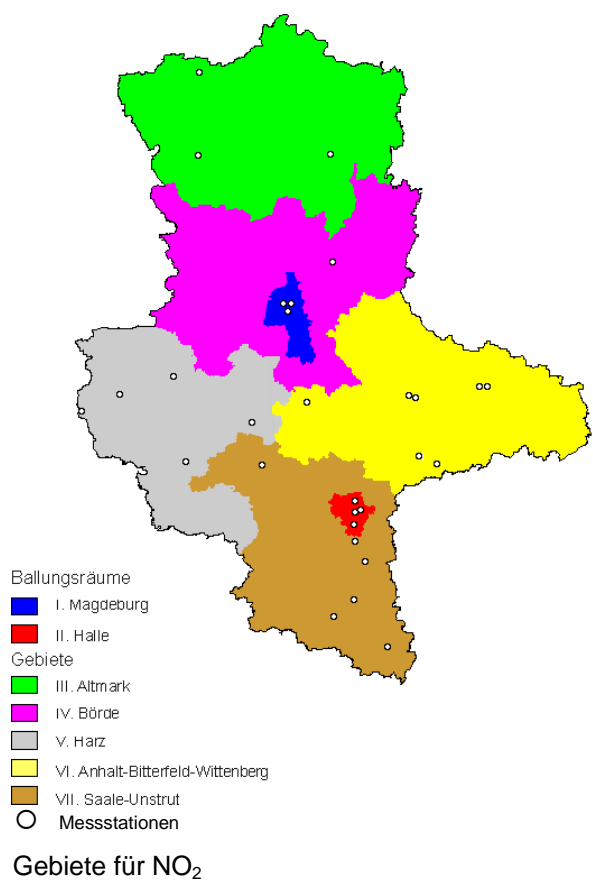 Ballungsräume
I. Magdeburg
II. Halle
Gebiete
III. Altmark
IV. Börde
V. Harz
VI. Anhalt-Bitterfeld-Wittenberg
VII. Saale-Unstrut
Messstationen
Gebiete für NO₂